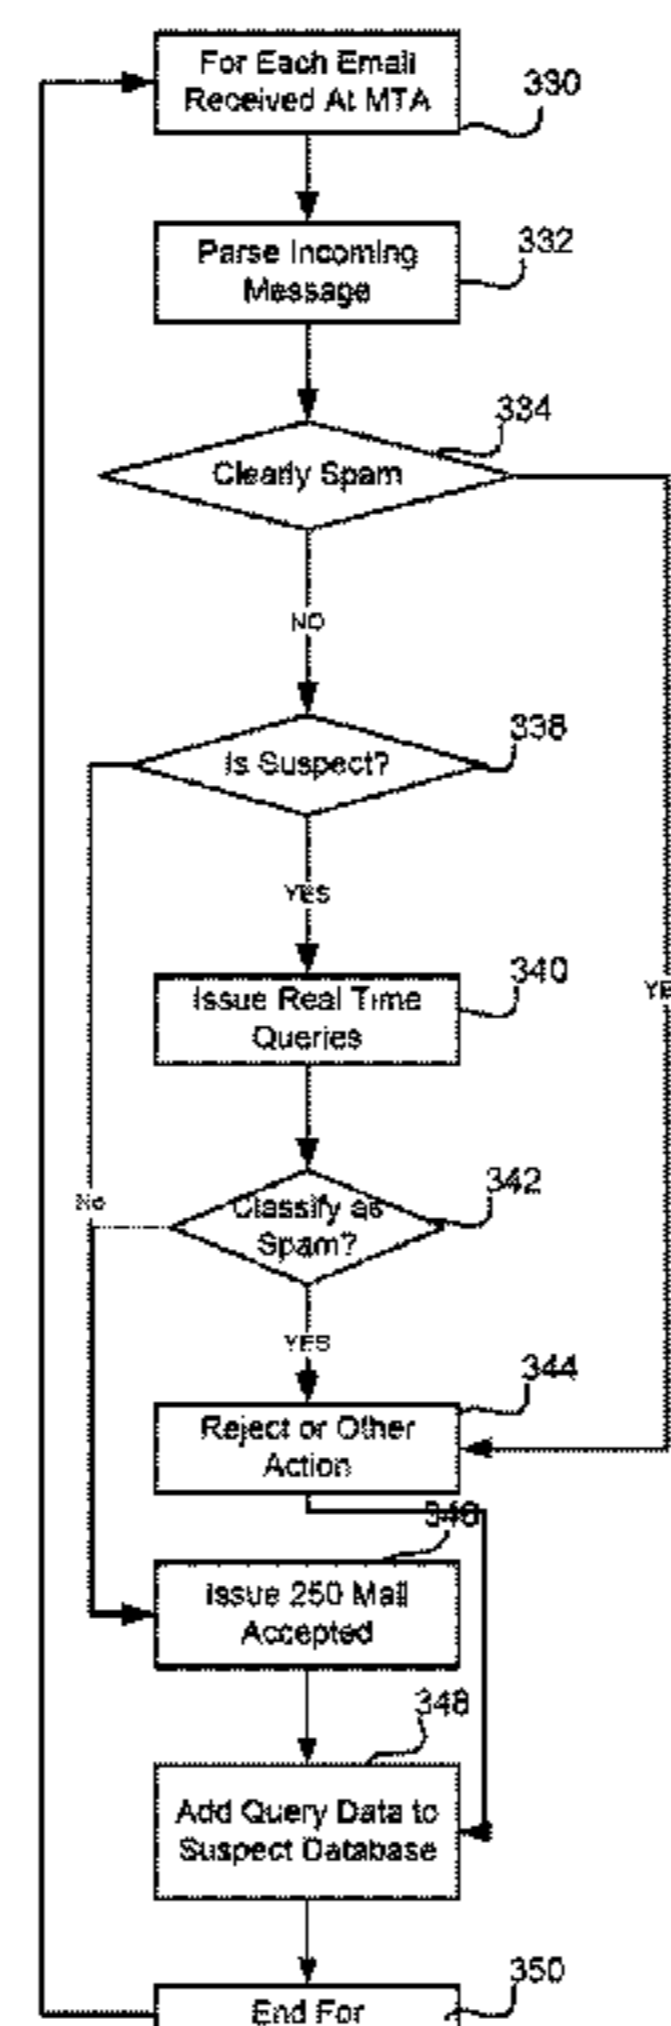 For Each Email
Received At MTA
330
Parse Incoming
Message
332
334
Clearly Spam
NO
338
Is Suspect?
YES
340
Issue Real Time
Queries
YE
342
No
Classify as
Spam?
YES
344
Reject or Other
Action
346
Issue 250 Mail
Accepted
348
Add Query Data to
Suspect Database
350
End For